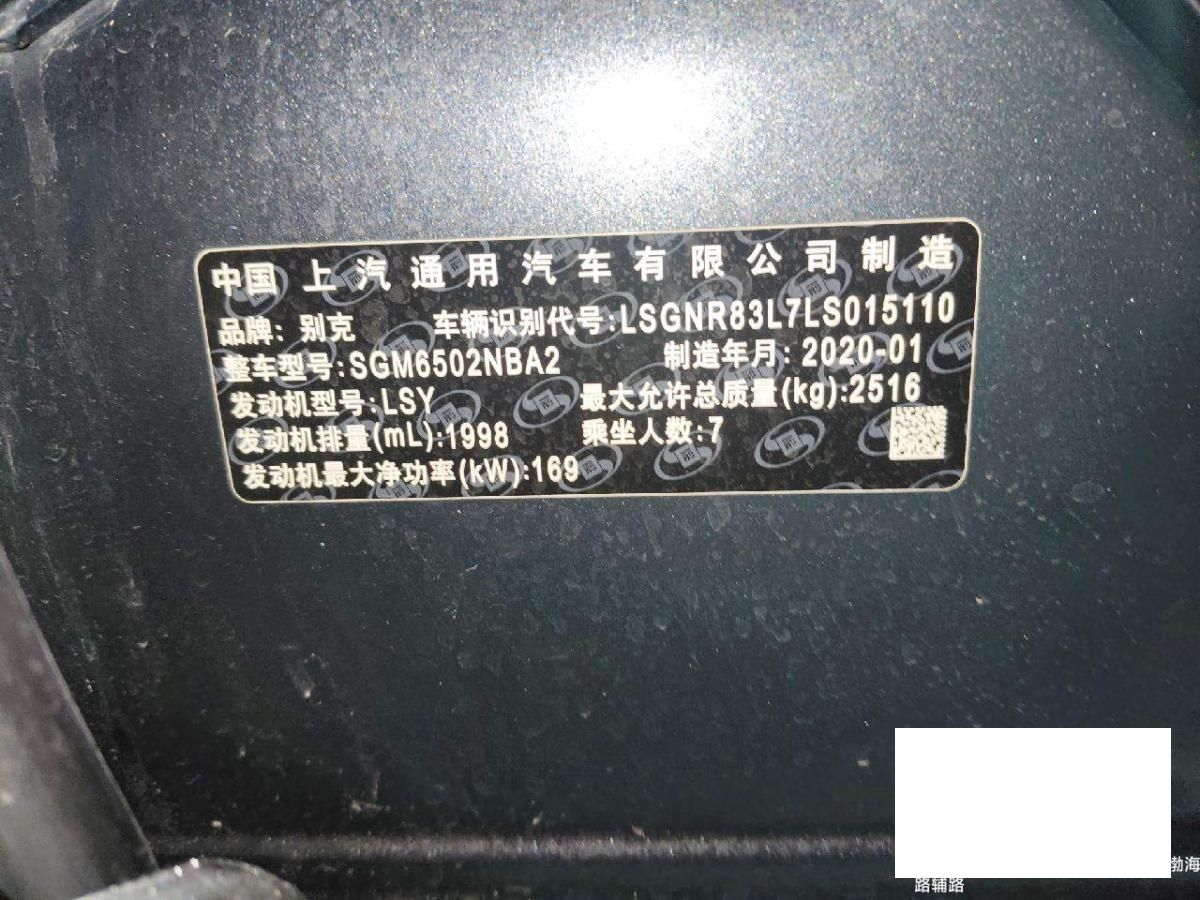 中国 上汽通用汽车有限公司制造
品牌: 别克 车辆识别代号:LSGNR83L7LS015110
整车型号:SGM6502NBA2 制造年月: 2020-01
发动机型号:LSY 最大允许总质量(kg):2516
发动机排量(mL):1998 乘坐人数:7
发动机最大净功率(kW):169
渤海
路辅路